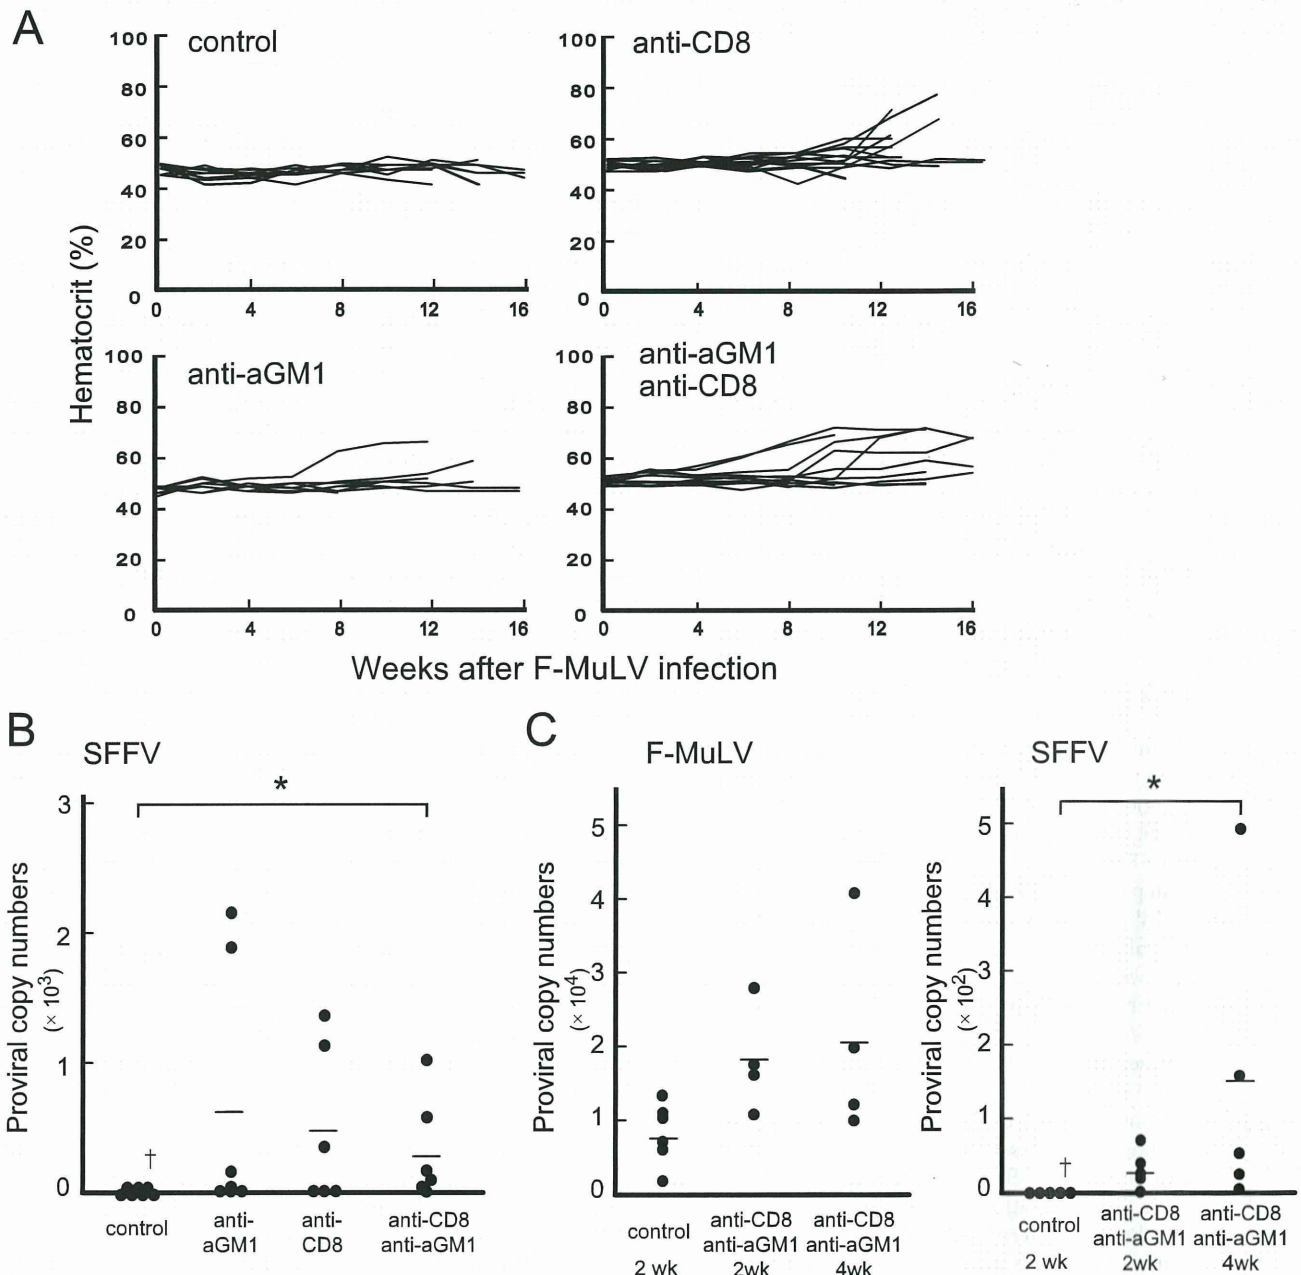 A
control
anti-CD8
100
80
60
40
20
0
0 4 8 12 16
100
80
60
40
20
0
0 4 8 12 16
Hematocrit (%)
anti-aGM1
anti-aGM1
anti-CD8
100
80
60
40
20
0
0 4 8 12 16
100
80
60
40
20
0
0 4 8 12 16
Weeks after F-MuLV infection
B
SFFV
*
Proviral copy numbers
(× 10³)
3
2
1
0
†
control
anti-
aGM1
anti-
CD8
anti-CD8
anti-aGM1
C
F-MuLV
Proviral copy numbers
(× 10⁴)
5
4
3
2
1
0
control
2 wk
anti-CD8
anti-aGM1
2wk
anti-CD8
anti-aGM1
4wk
SFFV
*
Proviral copy numbers
(× 10²)
5
4
3
2
1
0
†
control
2 wk
anti-CD8
anti-aGM1
2wk
anti-CD8
anti-aGM1
4wk